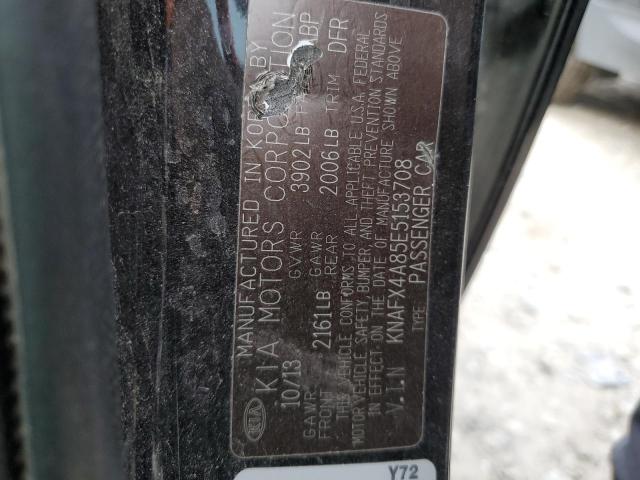 MANUFACTURED IN KOREA BY
KIA MOTORS CORPORATION
10/13 GVWR 3902LB ABP
GAWR FRONT 2161LB GAWR REAR 2006LB TRIM DFR
THIS VEHICLE CONFORMS TO ALL APPLICABLE U.S.A. FEDERAL
MOTOR VEHICLE SAFETY, BUMPER, AND THEFT PREVENTION STANDARDS
IN EFFECT ON THE DATE OF MANUFACTURE SHOWN ABOVE
V.I.N KNAFX4A85E5153708
TYPE: PASSENGER CAR
KIA
Y72